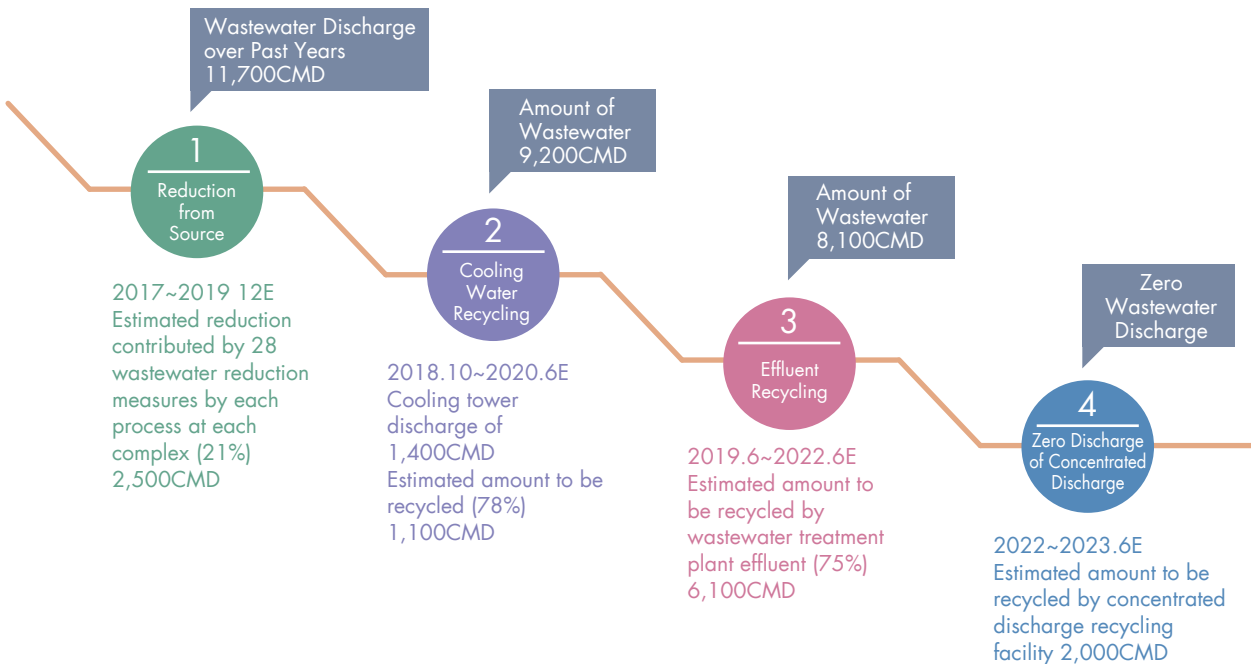 Wastewater Discharge
over Past Years
11,700CMD
1
Reduction
from
Source
2017~2019 12E
Estimated reduction
contributed by 28
wastewater reduction
measures by each
process at each
complex (21%)
2,500CMD
Amount of
Wastewater
9,200CMD
2
Cooling
Water
Recycling
2018.10~2020.6E
Cooling tower
discharge of
1,400CMD
Estimated amount to be
recycled (78%)
1,100CMD
Amount of
Wastewater
8,100CMD
3
Effluent
Recycling
2019.6~2022.6E
Estimated amount to
be recycled by
wastewater treatment
plant effluent (75%)
6,100CMD
Zero
Wastewater
Discharge
4
Zero Discharge
of Concentrated
Discharge
2022~2023.6E
Estimated amount to be
recycled by concentrated
discharge recycling
facility 2,000CMD